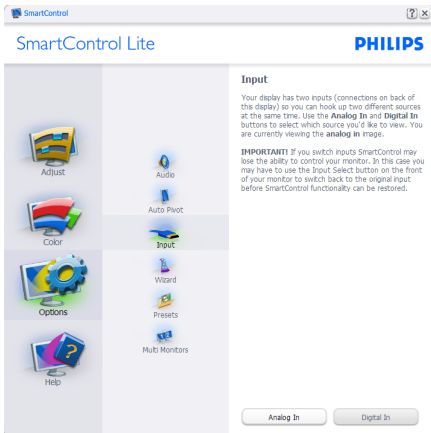 SmartControl
? ×
SmartControl Lite
PHILIPS
Adjust
Color
Options
Help
Audio
Auto Pivot
Input
Wizard
Presets
Multi Monitors
Input
Your display has two inputs (connections on back of
this display) so you can hook up two different sources
at the same time. Use the Analog In and Digital In
buttons to select which source you'd like to view. You
are currently viewing the analog in image.
IMPORTANT! If you switch inputs SmartControl may
lose the ability to control your monitor. In this case you
may have to use the Input Select button on the front
of your monitor to switch back to the original input
before SmartControl functionality can be restored.
Analog In
Digital In